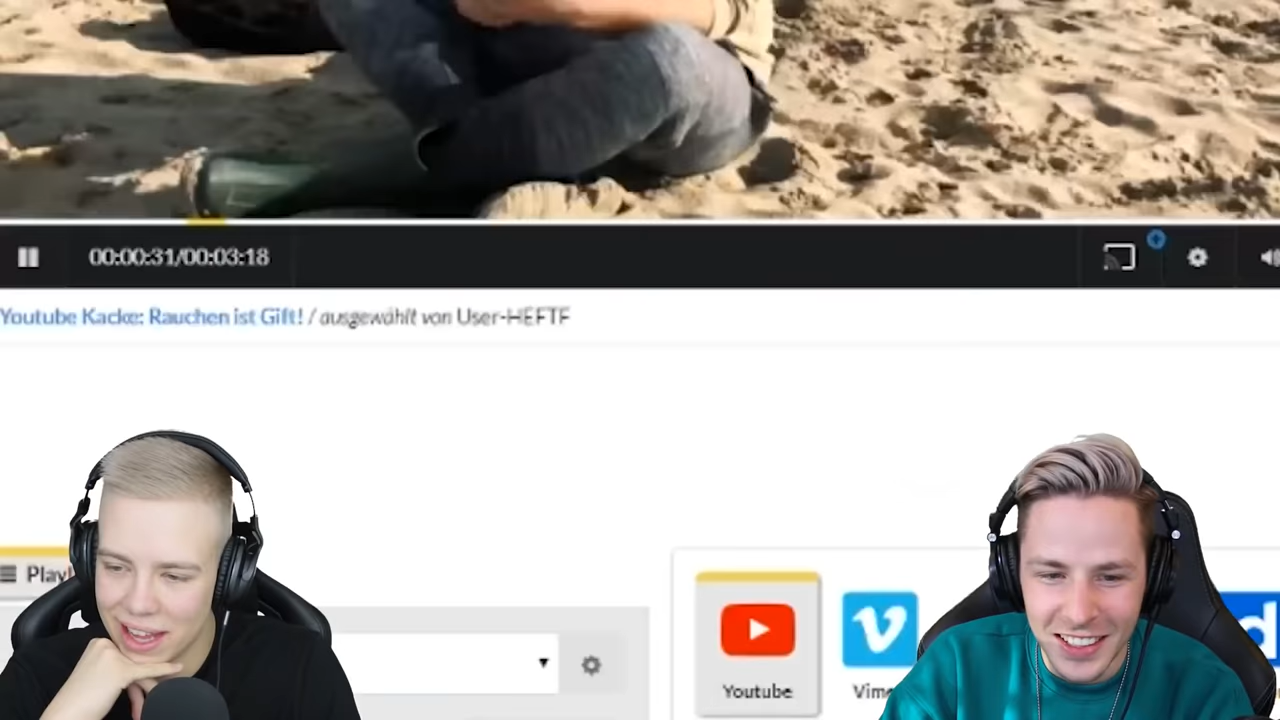 00:00:31/00:03:18
Youtube Kacke: Rauchen ist Gift! / ausgewählt von User-HEFTF
Youtube